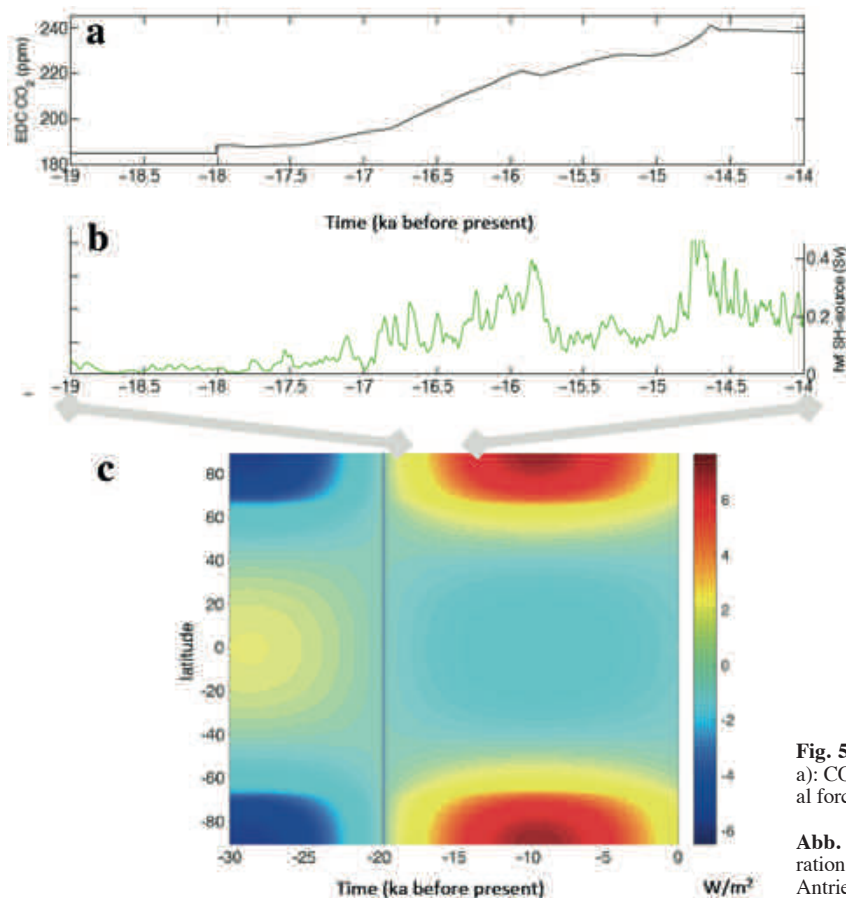 a
EDC CO2 (ppm)
240
220
200
180
-19 -18.5 -18 -17.5 -17 -16.5 -16 -15.5 -15 -14.5 -14
Time (ka before present)
b
0.4
0.2
0
fwf SH-source (Sv)
-19 -18.5 -18 -17.5 -17 -16.5 -16 -15.5 -15 -14.5 -14
c
latitude
80
60
40
20
0
-20
-40
-60
-80
-30 -25 -20 -15 -10 -5 0
Time (ka before present)
6
4
2
0
-2
-4
-6
W/m²
Fig. 5
a): CO
al forc
Abb.
ration
Antrie